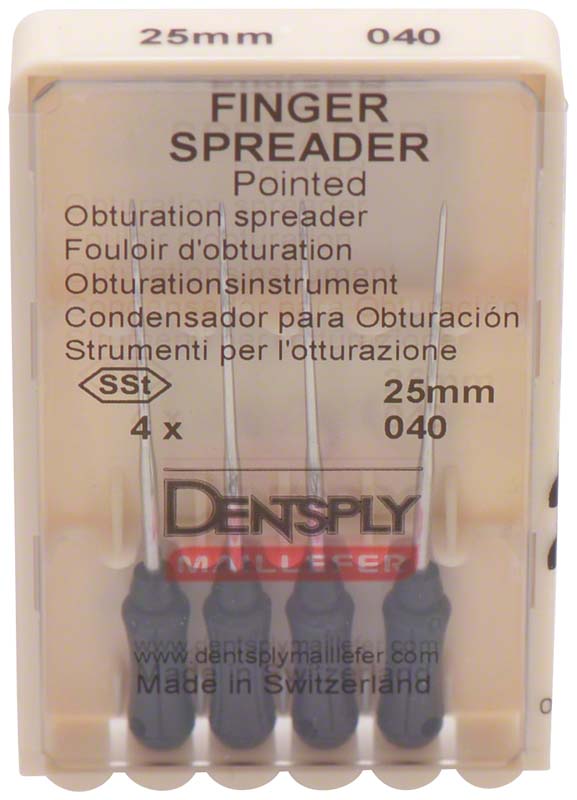 25mm 040
FINGER
SPREADER
Pointed
Obturation spreader
Fouloir d'obturation
Obturationsinstrument
Condensador para Obturación
Strumenti per l'otturazione
SSt 25mm
4 x 040
DENTSPLY
MAILLEFER
www.dentsplymaillefer.com
Made in Switzerland